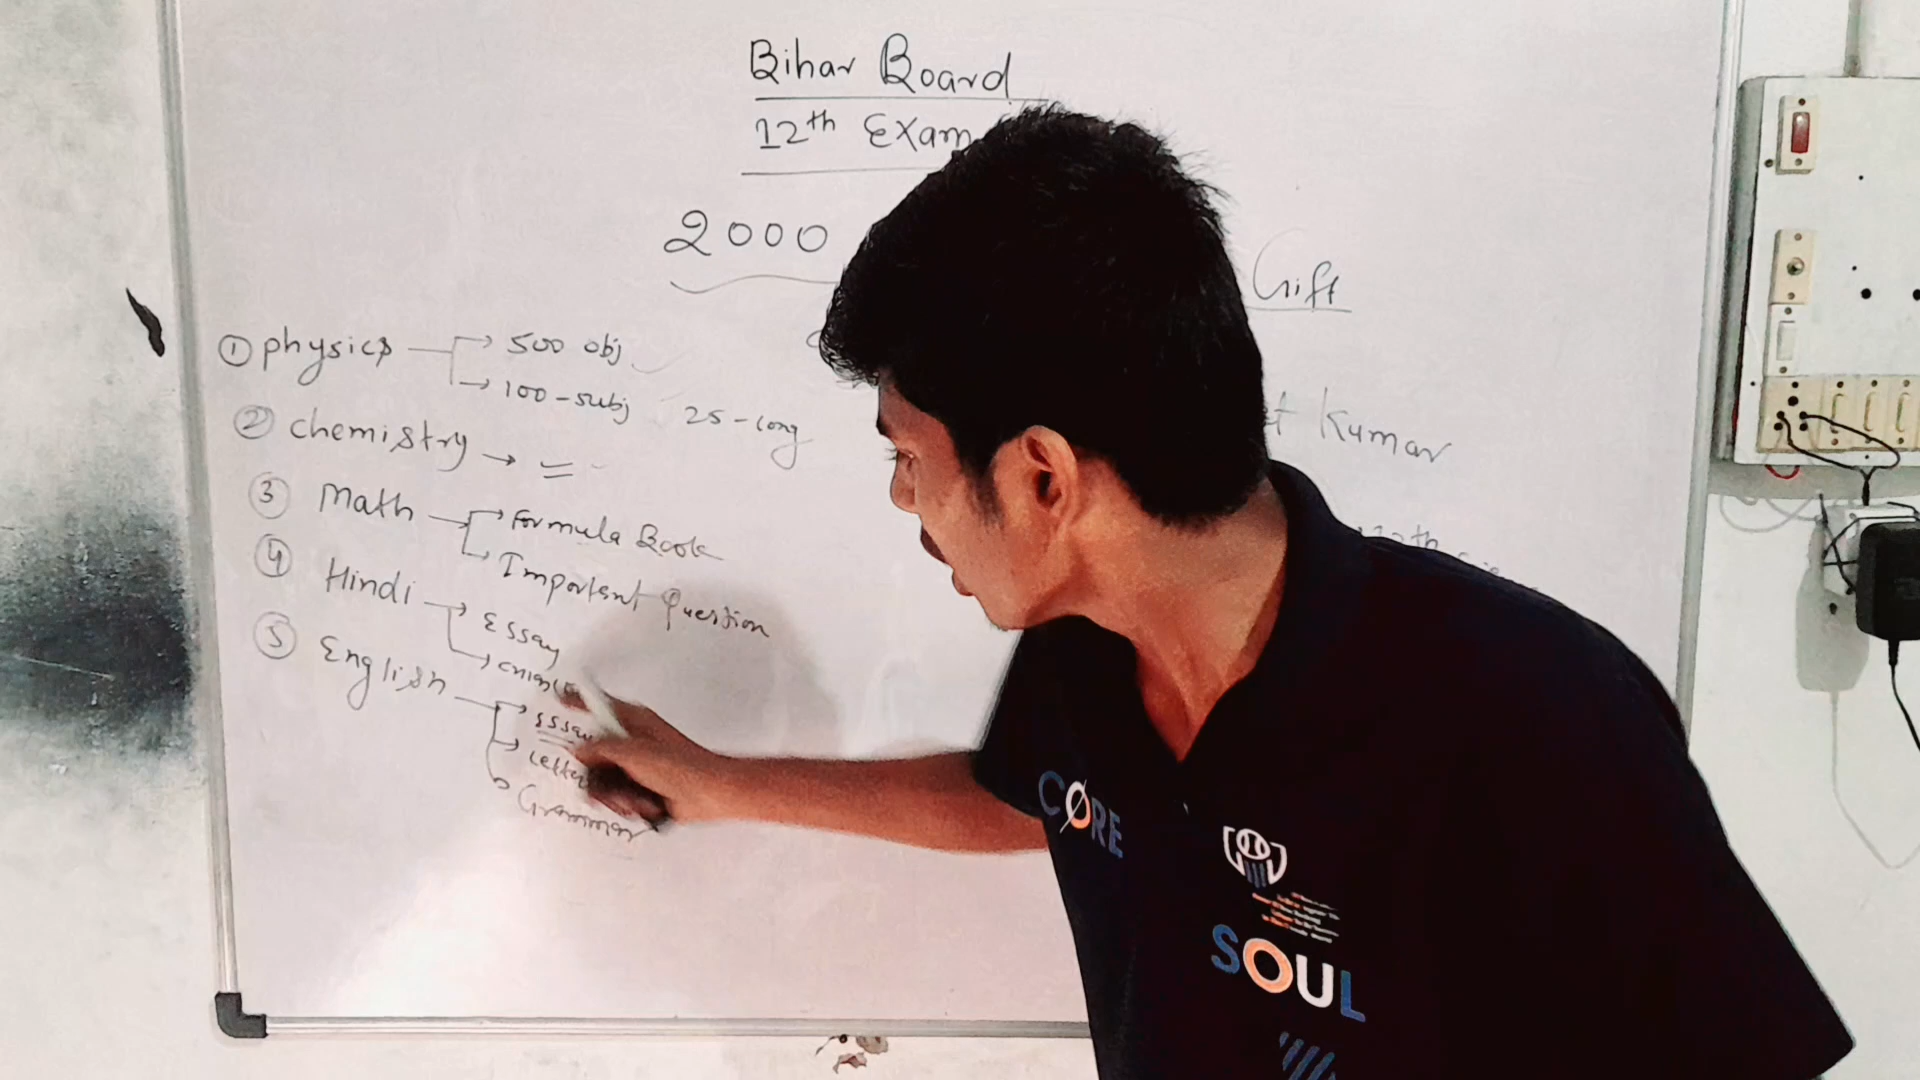 Bihar Board
12th Exam
2000
Gift
① physics → 500 obj
→ 100-subj 25-long
② chemistry → =
Kumar
③ Math → Formula Book
→ Important Question
12th
④ Hindi → Essay
⑤ English → Essay
→ Letter
→ Grammar
CORE
SOUL